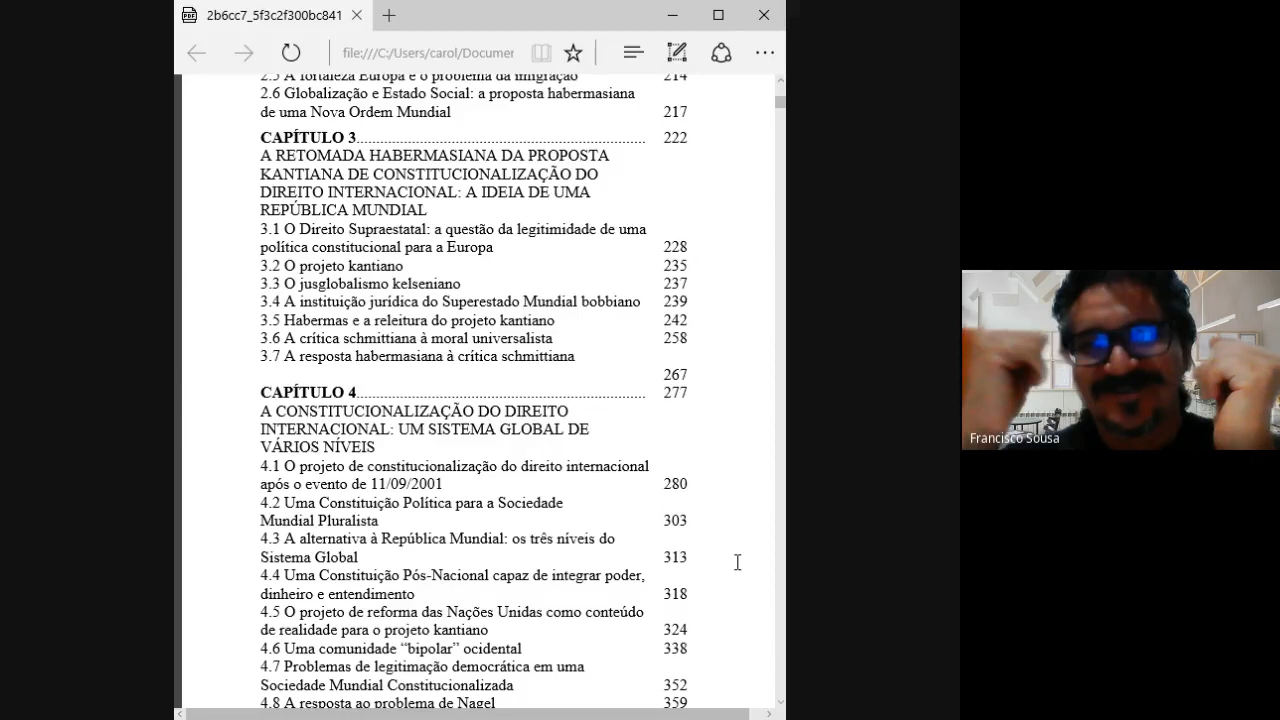 2b6cc7_5f3c2f300bc841
file:///C:/Users/carol/Documer
2.5 A fortaleza Europa e o problema da imigração 214
2.6 Globalização e Estado Social: a proposta habermasiana
de uma Nova Ordem Mundial 217
CAPÍTULO 3 222
A RETOMADA HABERMASIANA DA PROPOSTA
KANTIANA DE CONSTITUCIONALIZAÇÃO DO
DIREITO INTERNACIONAL: A IDEIA DE UMA
REPÚBLICA MUNDIAL
3.1 O Direito Supraestatal: a questão da legitimidade de uma
política constitucional para a Europa 228
3.2 O projeto kantiano 235
3.3 O jusglobalismo kelseniano 237
3.4 A instituição jurídica do Superestado Mundial bobbiano 239
3.5 Habermas e a releitura do projeto kantiano 242
3.6 A crítica schmittiana à moral universalista 258
3.7 A resposta habermasiana à crítica schmittiana
267
CAPÍTULO 4 277
A CONSTITUCIONALIZAÇÃO DO DIREITO
INTERNACIONAL: UM SISTEMA GLOBAL DE
VÁRIOS NÍVEIS
4.1 O projeto de constitucionalização do direito internacional
após o evento de 11/09/2001 280
4.2 Uma Constituição Política para a Sociedade
Mundial Pluralista 303
4.3 A alternativa à República Mundial: os três níveis do
Sistema Global 313
4.4 Uma Constituição Pós-Nacional capaz de integrar poder,
dinheiro e entendimento 318
4.5 O projeto de reforma das Nações Unidas como conteúdo
de realidade para o projeto kantiano 324
4.6 Uma comunidade “bipolar” ocidental 338
4.7 Problemas de legitimação democrática em uma
Sociedade Mundial Constitucionalizada 352
4.8 A resposta ao problema de Nagel 359
Francisco Sousa